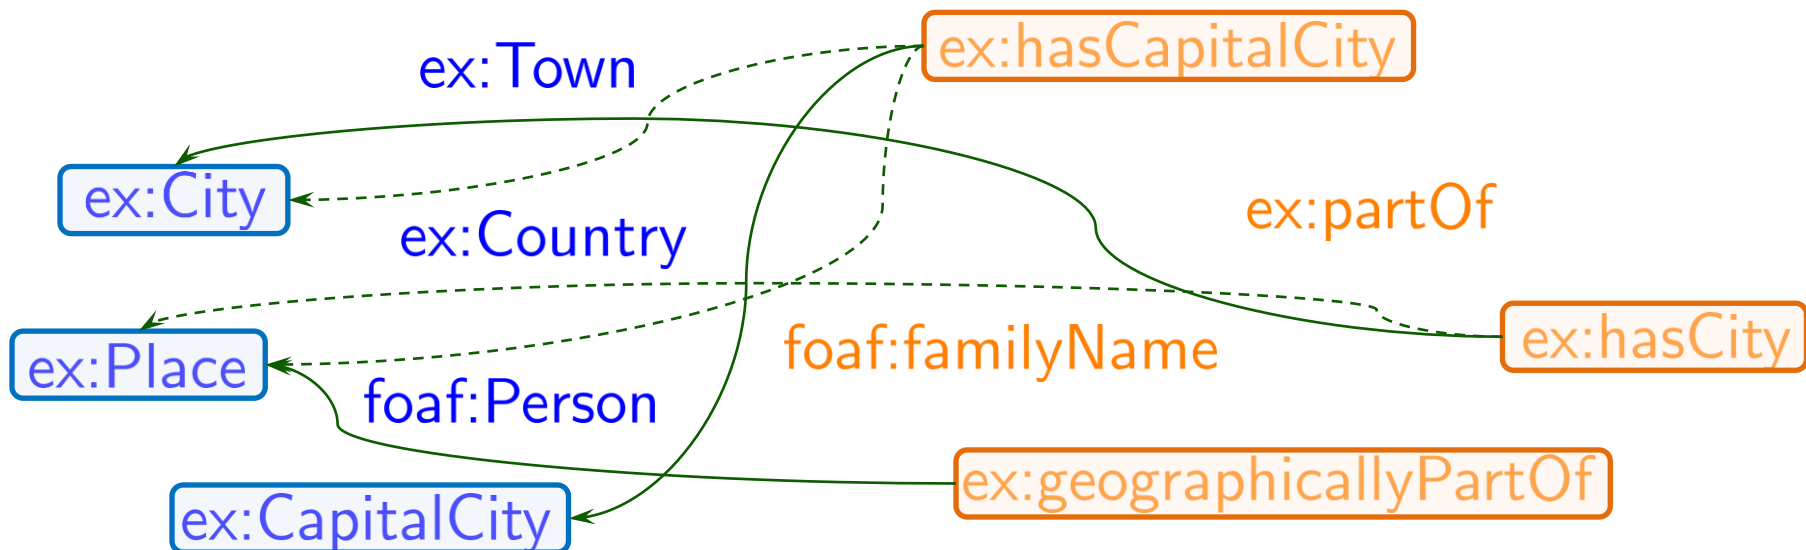 ex:hasCapitalCity
ex:Town
ex:City
ex:partOf
ex:Country
ex:hasCity
foaf:familyName
ex:Place
foaf:Person
ex:geographicallyPartOf
ex:CapitalCity